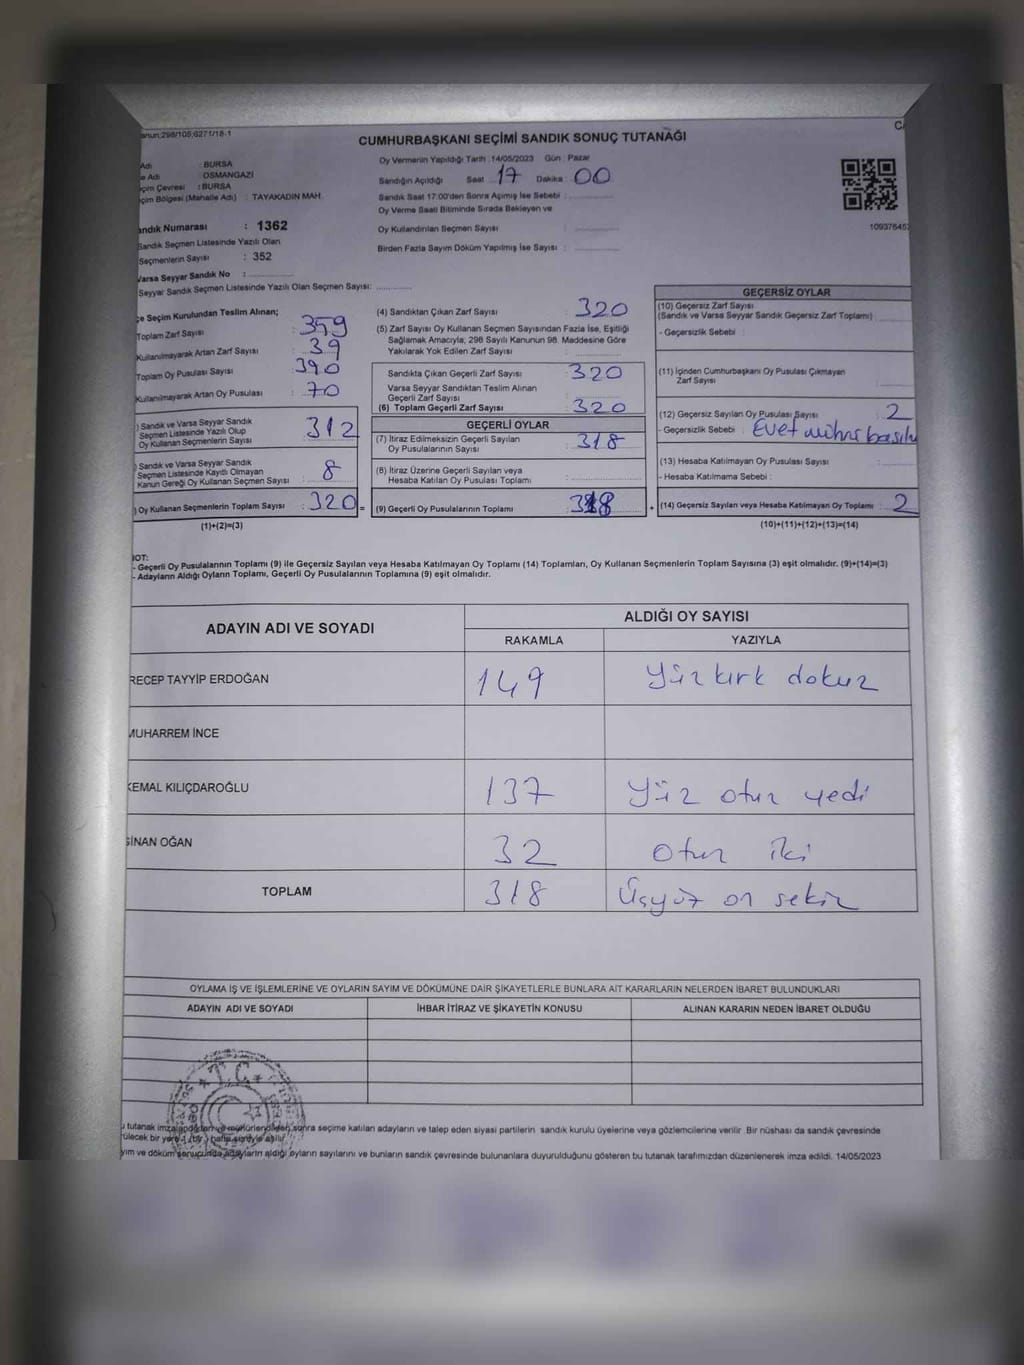 anun;298/105;6271/18-1
CUMHURBAŞKANI SEÇİMİ SANDIK SONUÇ TUTANAĞI
Adı : BURSA
e Adı : OSMANGAZİ
çim Çevresi : BURSA
çim Bölgesi (Mahalle Adı) : TAYAKADIN MAH.
andık Numarası : 1362
Sandık Seçmen Listesinde Yazılı Olan
Seçmenlerin Sayısı : 352
Varsa Seyyar Sandık No :
Seyyar Sandık Seçmen Listesinde Yazılı Olan Seçmen Sayısı:
Oy Vermenin Yapıldığı Tarih :14/05/2023 Gün : Pazar
Sandığın Açıldığı Saat : 17 Dakika : 00
Sandık Saat 17:00'den Sonra Açımış İse Sebebi :
Oy Verme Saati Bitiminde Sırada Bekleyen ve
Oy Kullandırılan Seçmen Sayısı :
Birden Fazla Sayım Döküm Yapılmış İse Sayısı :
çe Seçim Kurulundan Teslim Alınan;
Toplam Zarf Sayısı : 359
Kullanılmayarak Artan Zarf Sayısı : 39
Toplam Oy Pusulası Sayısı : 390
Kullanılmayarak Artan Oy Pusulası : 70
) Sandık ve Varsa Seyyar Sandık
Seçmen Listesinde Yazılı Olup
Oy Kullanan Seçmenlerin Sayısı : 312
) Sandık ve Varsa Seyyar Sandık
Seçmen Listesinde Kayıtlı Olmayan
Kanun Gereği Oy Kullanan Seçmen Sayısı : 8
) Oy Kullanan Seçmenlerin Toplam Sayısı : 320 =
(1)+(2)=(3)
(4) Sandıktan Çıkan Zarf Sayısı : 320
(5) Zarf Sayısı Oy Kullanan Seçmen Sayısından Fazla İse, Eşitliği
Sağlamak Amacıyla; 298 Sayılı Kanunun 98. Maddesine Göre
Yakılarak Yok Edilen Zarf Sayısı :
Sandıkta Çıkan Geçerli Zarf Sayısı : 320
Varsa Seyyar Sandıktan Teslim Alınan
Geçerli Zarf Sayısı :
(6) Toplam Geçerli Zarf Sayısı : 320
GEÇERLİ OYLAR
(7) İtiraz Edilmeksizin Geçerli Sayılan
Oy Pusulalarının Sayısı : 318
(8) İtiraz Üzerine Geçerli Sayılan veya
Hesaba Katılan Oy Pusulası Toplamı :
(9) Geçerli Oy Pusulalarının Toplamı : 318 +
GEÇERSİZ OYLAR
(10) Geçersiz Zarf Sayısı
(Sandık ve Varsa Seyyar Sandık Geçersiz Zarf Toplamı) :
- Geçersizlik Sebebi :
(11) İçinden Cumhurbaşkanı Oy Pusulası Çıkmayan
Zarf Sayısı :
(12) Geçersiz Sayılan Oy Pusulası Sayısı : 2
- Geçersizlik Sebebi : Evet mührü
(13) Hesaba Katılmayan Oy Pusulası Sayısı :
- Hesaba Katılmama Sebebi :
(14) Geçersiz Sayılan veya Hesaba Katılmayan Oy Toplamı : 2
(10)+(11)+(12)+(13)=(14)
NOT:
- Geçerli Oy Pusulalarının Toplamı (9) ile Geçersiz Sayılan veya Hesaba Katılmayan Oy Toplamı (14) Toplamları, Oy Kullanan Seçmenlerin Toplam Sayısına (3) eşit olmalıdır. (9)+(14)=(3)
- Adayların Aldığı Oyların Toplamı, Geçerli Oy Pusulalarının Toplamına (9) eşit olmalıdır.
ADAYIN ADI VE SOYADI
ALDIĞI OY SAYISI
RAKAMLA YAZIYLA
RECEP TAYYİP ERDOĞAN 149 Yüz kırk dokuz
MUHARREM İNCE
KEMAL KILIÇDAROĞLU 137 Yüz otuz yedi
SİNAN OĞAN 32 Otuz iki
TOPLAM 318 Üçyüz on sekiz
OYLAMA İŞ VE İŞLEMLERİNE VE OYLARIN SAYIM VE DÖKÜMÜNE DAİR ŞİKAYETLERLE BUNLARA AİT KARARLARIN NELERDEN İBARET BULUNDUKLARI
ADAYIN ADI VE SOYADI İHBAR İTİRAZ VE ŞİKAYETİN KONUSU ALINAN KARARIN NEDEN İBARET OLDUĞU
T.C.
u tutanak sonra seçime katılan adayların ve talep eden siyasi partilerin sandık kurulu üyelerine veya gözlemcilerine verilir. Bir nüshası da sandık çevresinde
ülecek bir yere 1 (bir) hafta süreyle asılır
yım ve döküm sonucunda adayların aldığı oyların sayılarını ve bunların sandık çevresinde bulunanlara duyurulduğunu gösteren bu tutanak tarafımızdan düzenlenerek imza edildi. 14/05/2023